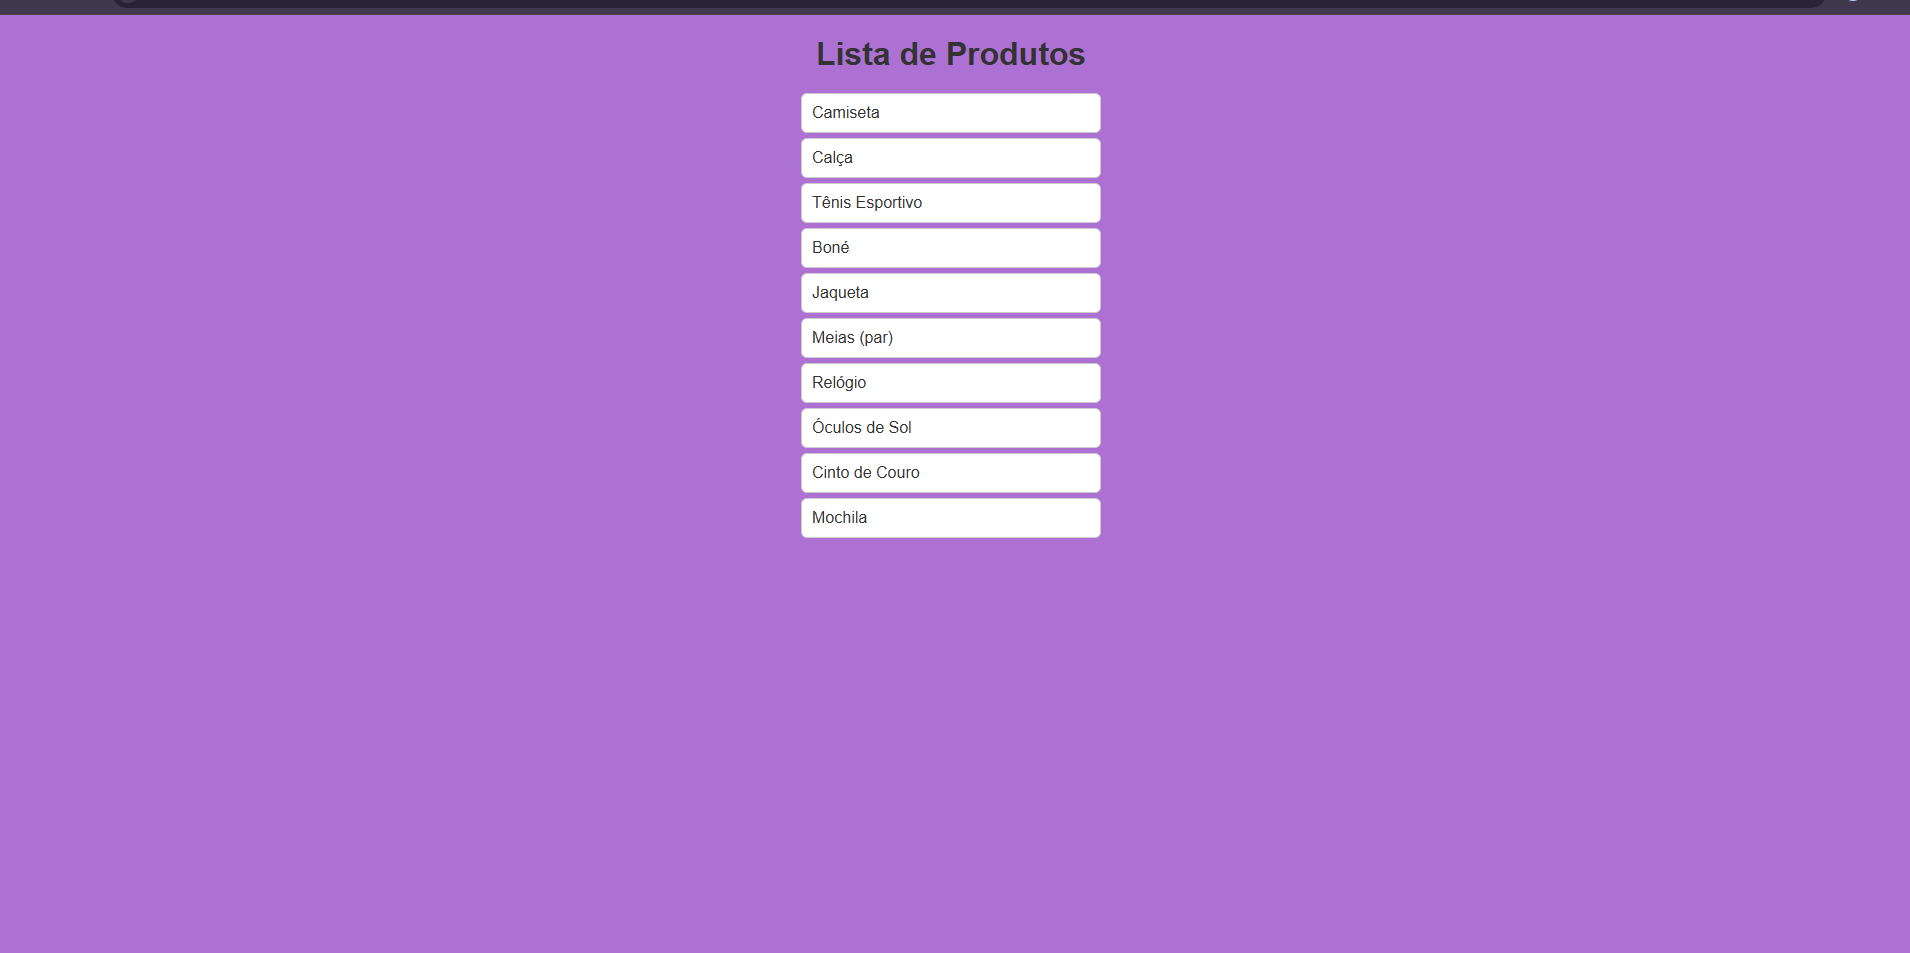 Lista de Produtos
Camiseta
Calça
Tênis Esportivo
Boné
Jaqueta
Meias (par)
Relógio
Óculos de Sol
Cinto de Couro
Mochila